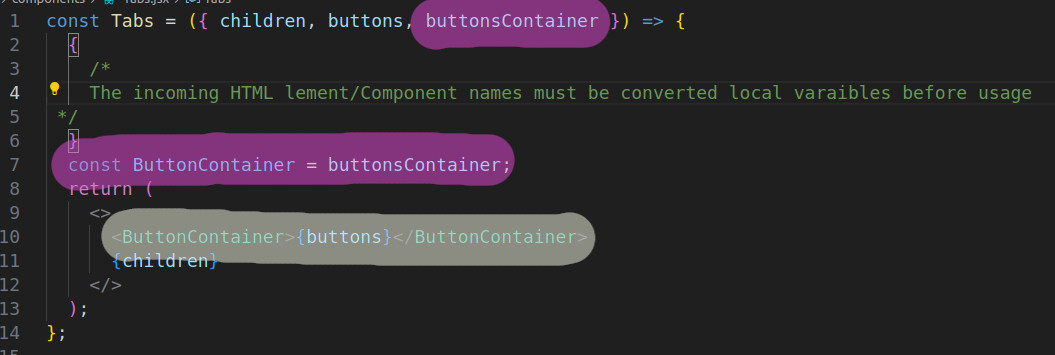 components > Tabs.jsx > Tabs
1 const Tabs = ({ children, buttons, buttonsContainer }) => {
2 {
3 /*
4 The incoming HTML lement/Component names must be converted local varaibles before usage
5 */
6 }
7 const ButtonContainer = buttonsContainer;
8 return (
9 <>
10 <ButtonContainer>{buttons}</ButtonContainer>
11 {children}
12 </>
13 );
14 };
15